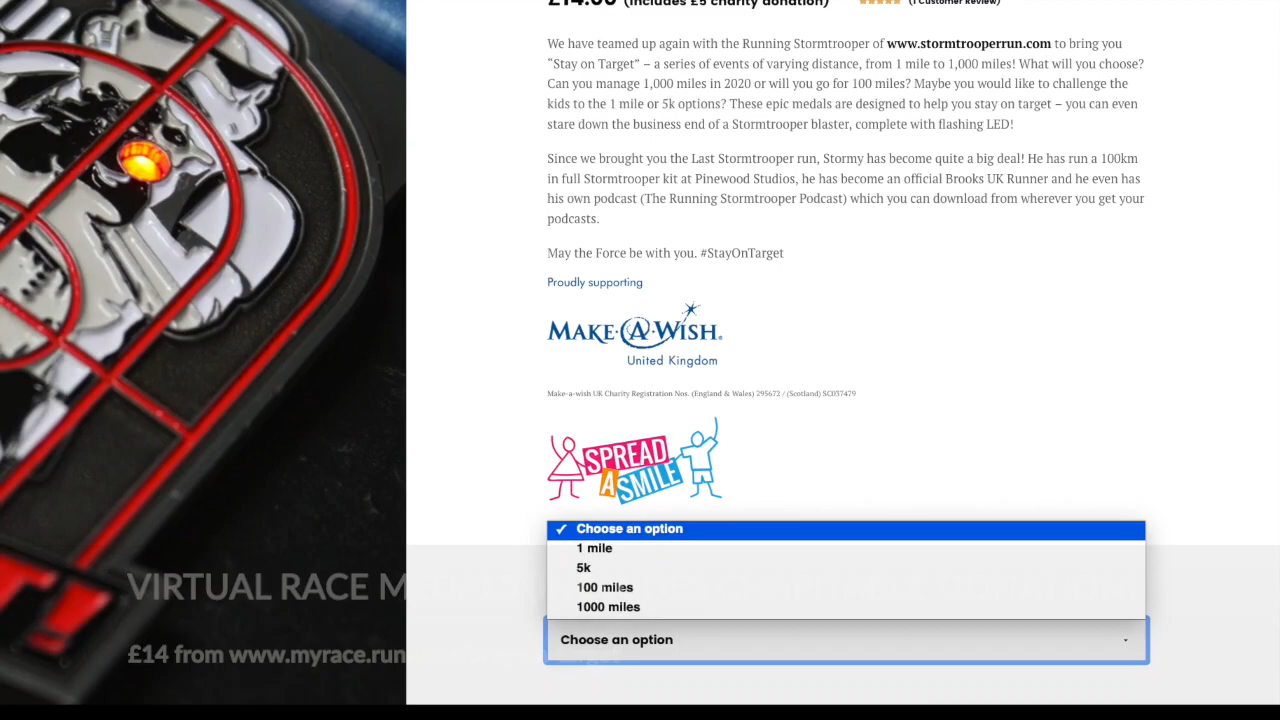 £14.00 (includes £5 charity donation) (1 Customer Review)
We have teamed up again with the Running Stormtrooper of www.stormtrooperrun.com to bring you
“Stay on Target” – a series of events of varying distance, from 1 mile to 1,000 miles! What will you choose?
Can you manage 1,000 miles in 2020 or will you go for 100 miles? Maybe you would like to challenge the
kids to the 1 mile or 5k options? These epic medals are designed to help you stay on target – you can even
stare down the business end of a Stormtrooper blaster, complete with flashing LED!
Since we brought you the Last Stormtrooper run, Stormy has become quite a big deal! He has run a 100km
in full Stormtrooper kit at Pinewood Studios, he has become an official Brooks UK Runner and he even has
his own podcast (The Running Stormtrooper Podcast) which you can download from wherever you get your
podcasts.
May the Force be with you. #StayOnTarget
Proudly supporting
MAKE·A·WISH®
United Kingdom
Make-a-wish UK Charity Registration Nos. (England & Wales) 295672 / (Scotland) SC037479
SPREAD
A
SMILE
✓ Choose an option
1 mile
5k
100 miles
1000 miles
Choose an option
VIRTUAL RACE
£14 from www.myrace.run